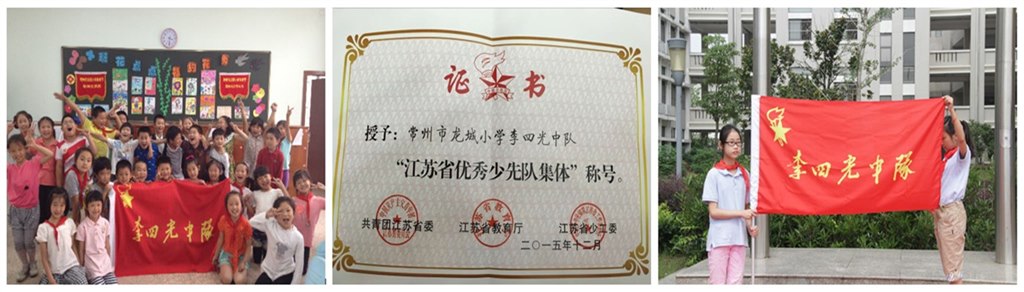 李四光中隊
证书
授予：常州市龙城小学李四光中队
“江苏省优秀少先队集体”称号。
共青团江苏省委 江苏省教育厅 江苏省少工委
二〇一五年十二月
李四光中隊